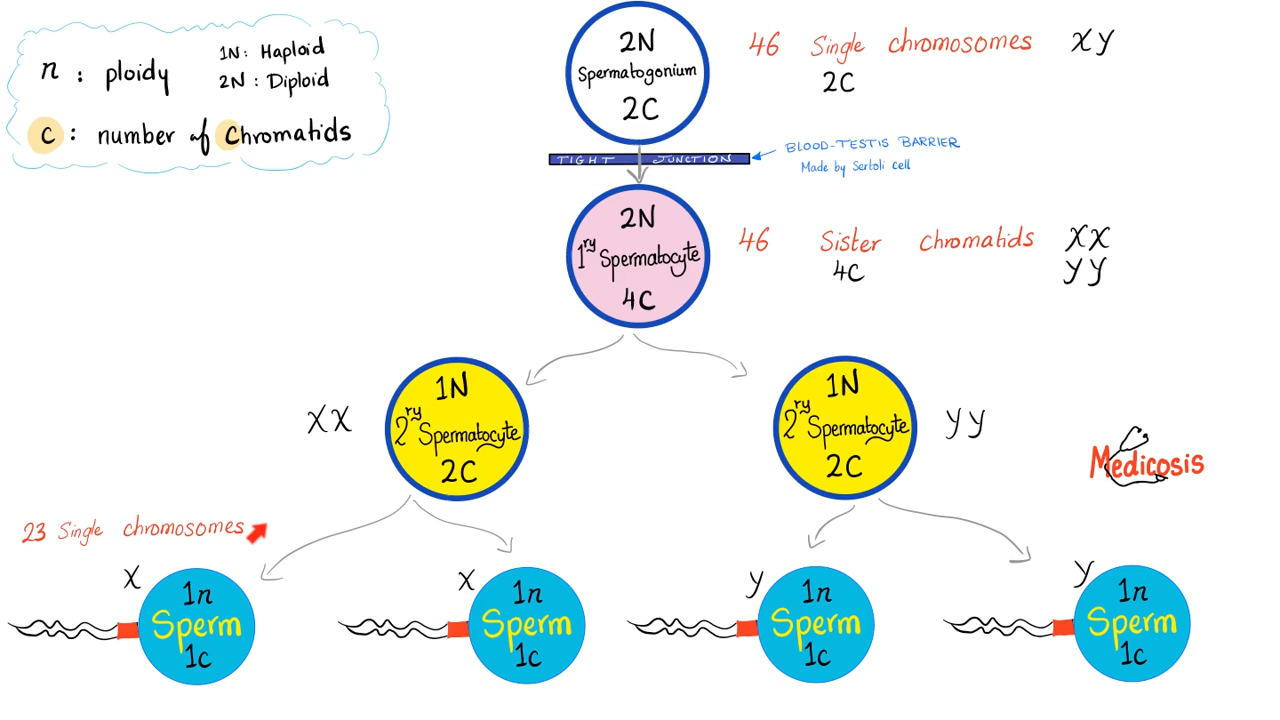 n : ploidy
1N: Haploid
2N: Diploid
c: number of Chromatids
2N
Spermatogonium
2C
46 Single chromosomes XY
2C
TIGHT JUNCTION
BLOOD-TESTIS BARRIER
Made by Sertoli cell
2N
1ry Spermatocyte
4C
46 Sister chromatids XX
4C YY
XX
1N
2ry Spermatocyte
2C
1N
2ry Spermatocyte
2C
YY
Medicosis
23 Single chromosomes
X
1n
Sperm
1c
X
1n
Sperm
1c
y
1n
Sperm
1c
y
1n
Sperm
1c